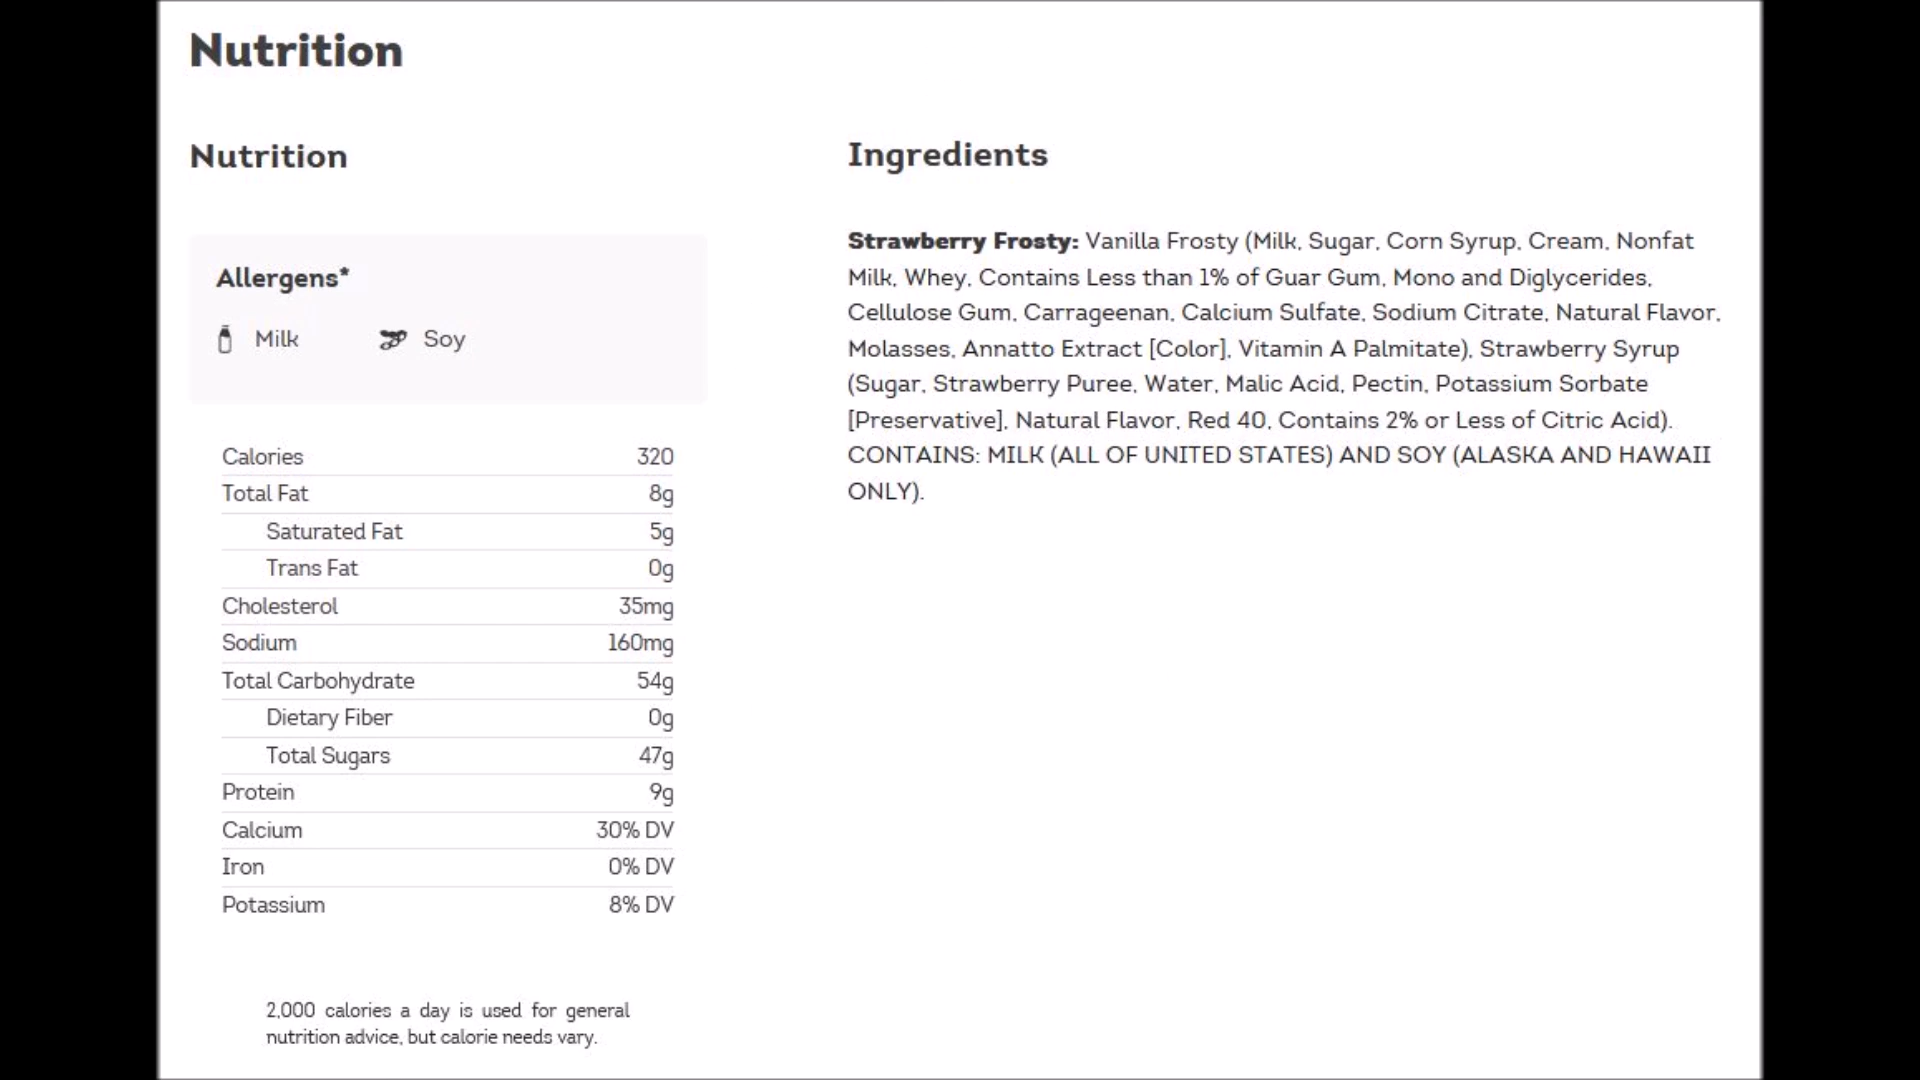 Nutrition
Nutrition
Allergens*
Milk
Soy
Calories 320
Total Fat 8g
Saturated Fat 5g
Trans Fat 0g
Cholesterol 35mg
Sodium 160mg
Total Carbohydrate 54g
Dietary Fiber 0g
Total Sugars 47g
Protein 9g
Calcium 30% DV
Iron 0% DV
Potassium 8% DV
2,000 calories a day is used for general
nutrition advice, but calorie needs vary.
Ingredients
Strawberry Frosty: Vanilla Frosty (Milk, Sugar, Corn Syrup, Cream, Nonfat
Milk, Whey, Contains Less than 1% of Guar Gum, Mono and Diglycerides,
Cellulose Gum, Carrageenan, Calcium Sulfate, Sodium Citrate, Natural Flavor,
Molasses, Annatto Extract [Color], Vitamin A Palmitate), Strawberry Syrup
(Sugar, Strawberry Puree, Water, Malic Acid, Pectin, Potassium Sorbate
[Preservative], Natural Flavor, Red 40, Contains 2% or Less of Citric Acid).
CONTAINS: MILK (ALL OF UNITED STATES) AND SOY (ALASKA AND HAWAII
ONLY).